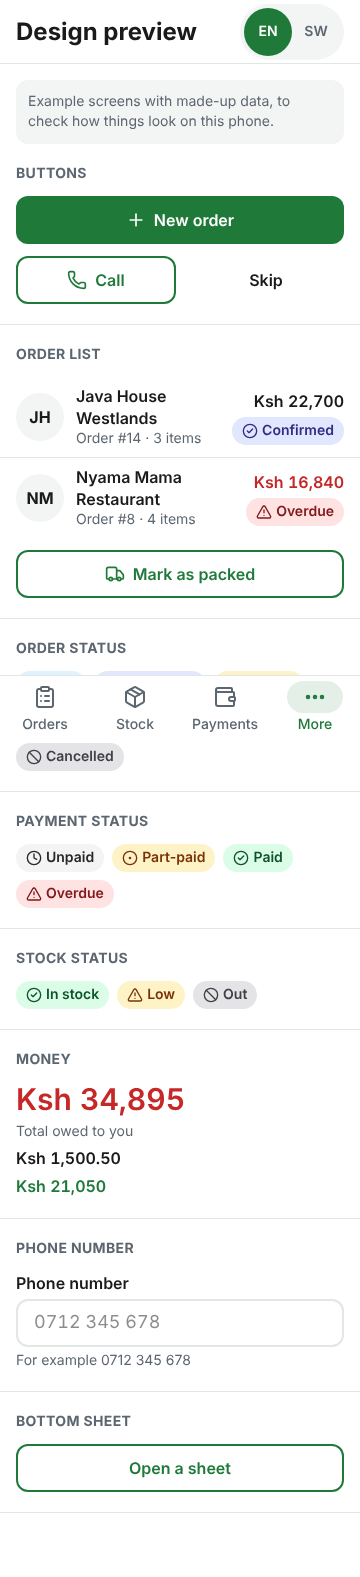 Design preview
EN
SW
Example screens with made-up data, to
check how things look on this phone.
BUTTONS
New order
Call
Skip
ORDER LIST
JH
Java House
Westlands
Order #14 · 3 items
Ksh 22,700
Confirmed
NM
Nyama Mama
Restaurant
Order #8 · 4 items
Ksh 16,840
Overdue
Mark as packed
ORDER STATUS
Orders
Stock
Payments
More
Cancelled
PAYMENT STATUS
Unpaid
Part-paid
Paid
Overdue
STOCK STATUS
In stock
Low
Out
MONEY
Ksh 34,895
Total owed to you
Ksh 1,500.50
Ksh 21,050
PHONE NUMBER
Phone number
0712 345 678
For example 0712 345 678
BOTTOM SHEET
Open a sheet